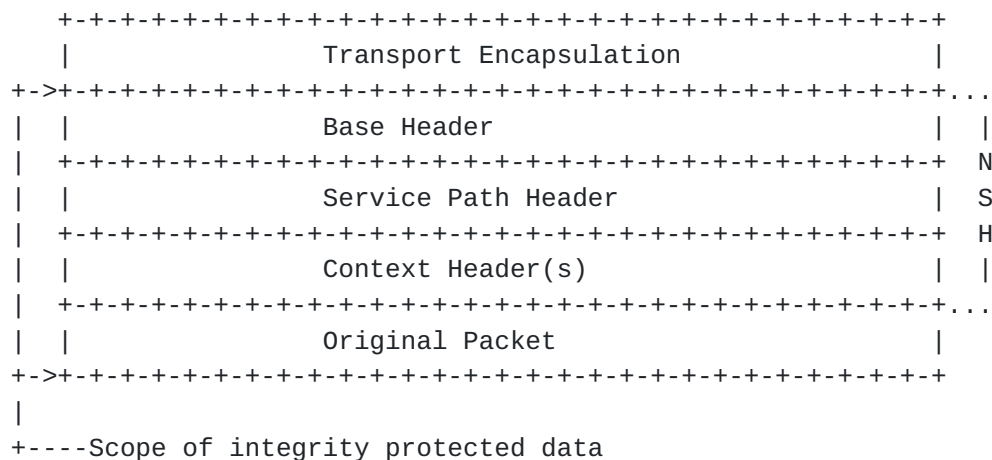 +-+-+-+-+-+-+-+-+-+-+-+-+-+-+-+-+-+-+-+-+-+-+-+-+-+-+-+-+
   |                Transport Encapsulation                |
+->+-+-+-+-+-+-+-+-+-+-+-+-+-+-+-+-+-+-+-+-+-+-+-+-+-+-+-+-+...
|  |                Base Header                            |  |
|  +-+-+-+-+-+-+-+-+-+-+-+-+-+-+-+-+-+-+-+-+-+-+-+-+-+-+-+-+  N
|  |                Service Path Header                    |  S
|  +-+-+-+-+-+-+-+-+-+-+-+-+-+-+-+-+-+-+-+-+-+-+-+-+-+-+-+-+  H
|  |                Context Header(s)                      |  |
|  +-+-+-+-+-+-+-+-+-+-+-+-+-+-+-+-+-+-+-+-+-+-+-+-+-+-+-+-+...
|  |                Original Packet                        |
+->+-+-+-+-+-+-+-+-+-+-+-+-+-+-+-+-+-+-+-+-+-+-+-+-+-+-+-+-+
|
+----Scope of integrity protected data